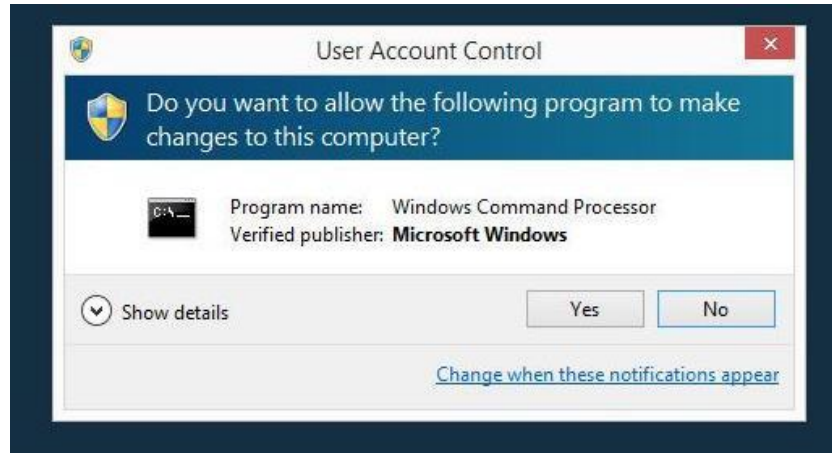 User Account Control
Do you want to allow the following program to make
changes to this computer?
C:\_
Program name: Windows Command Processor
Verified publisher: Microsoft Windows
Show details
Yes
No
Change when these notifications appear